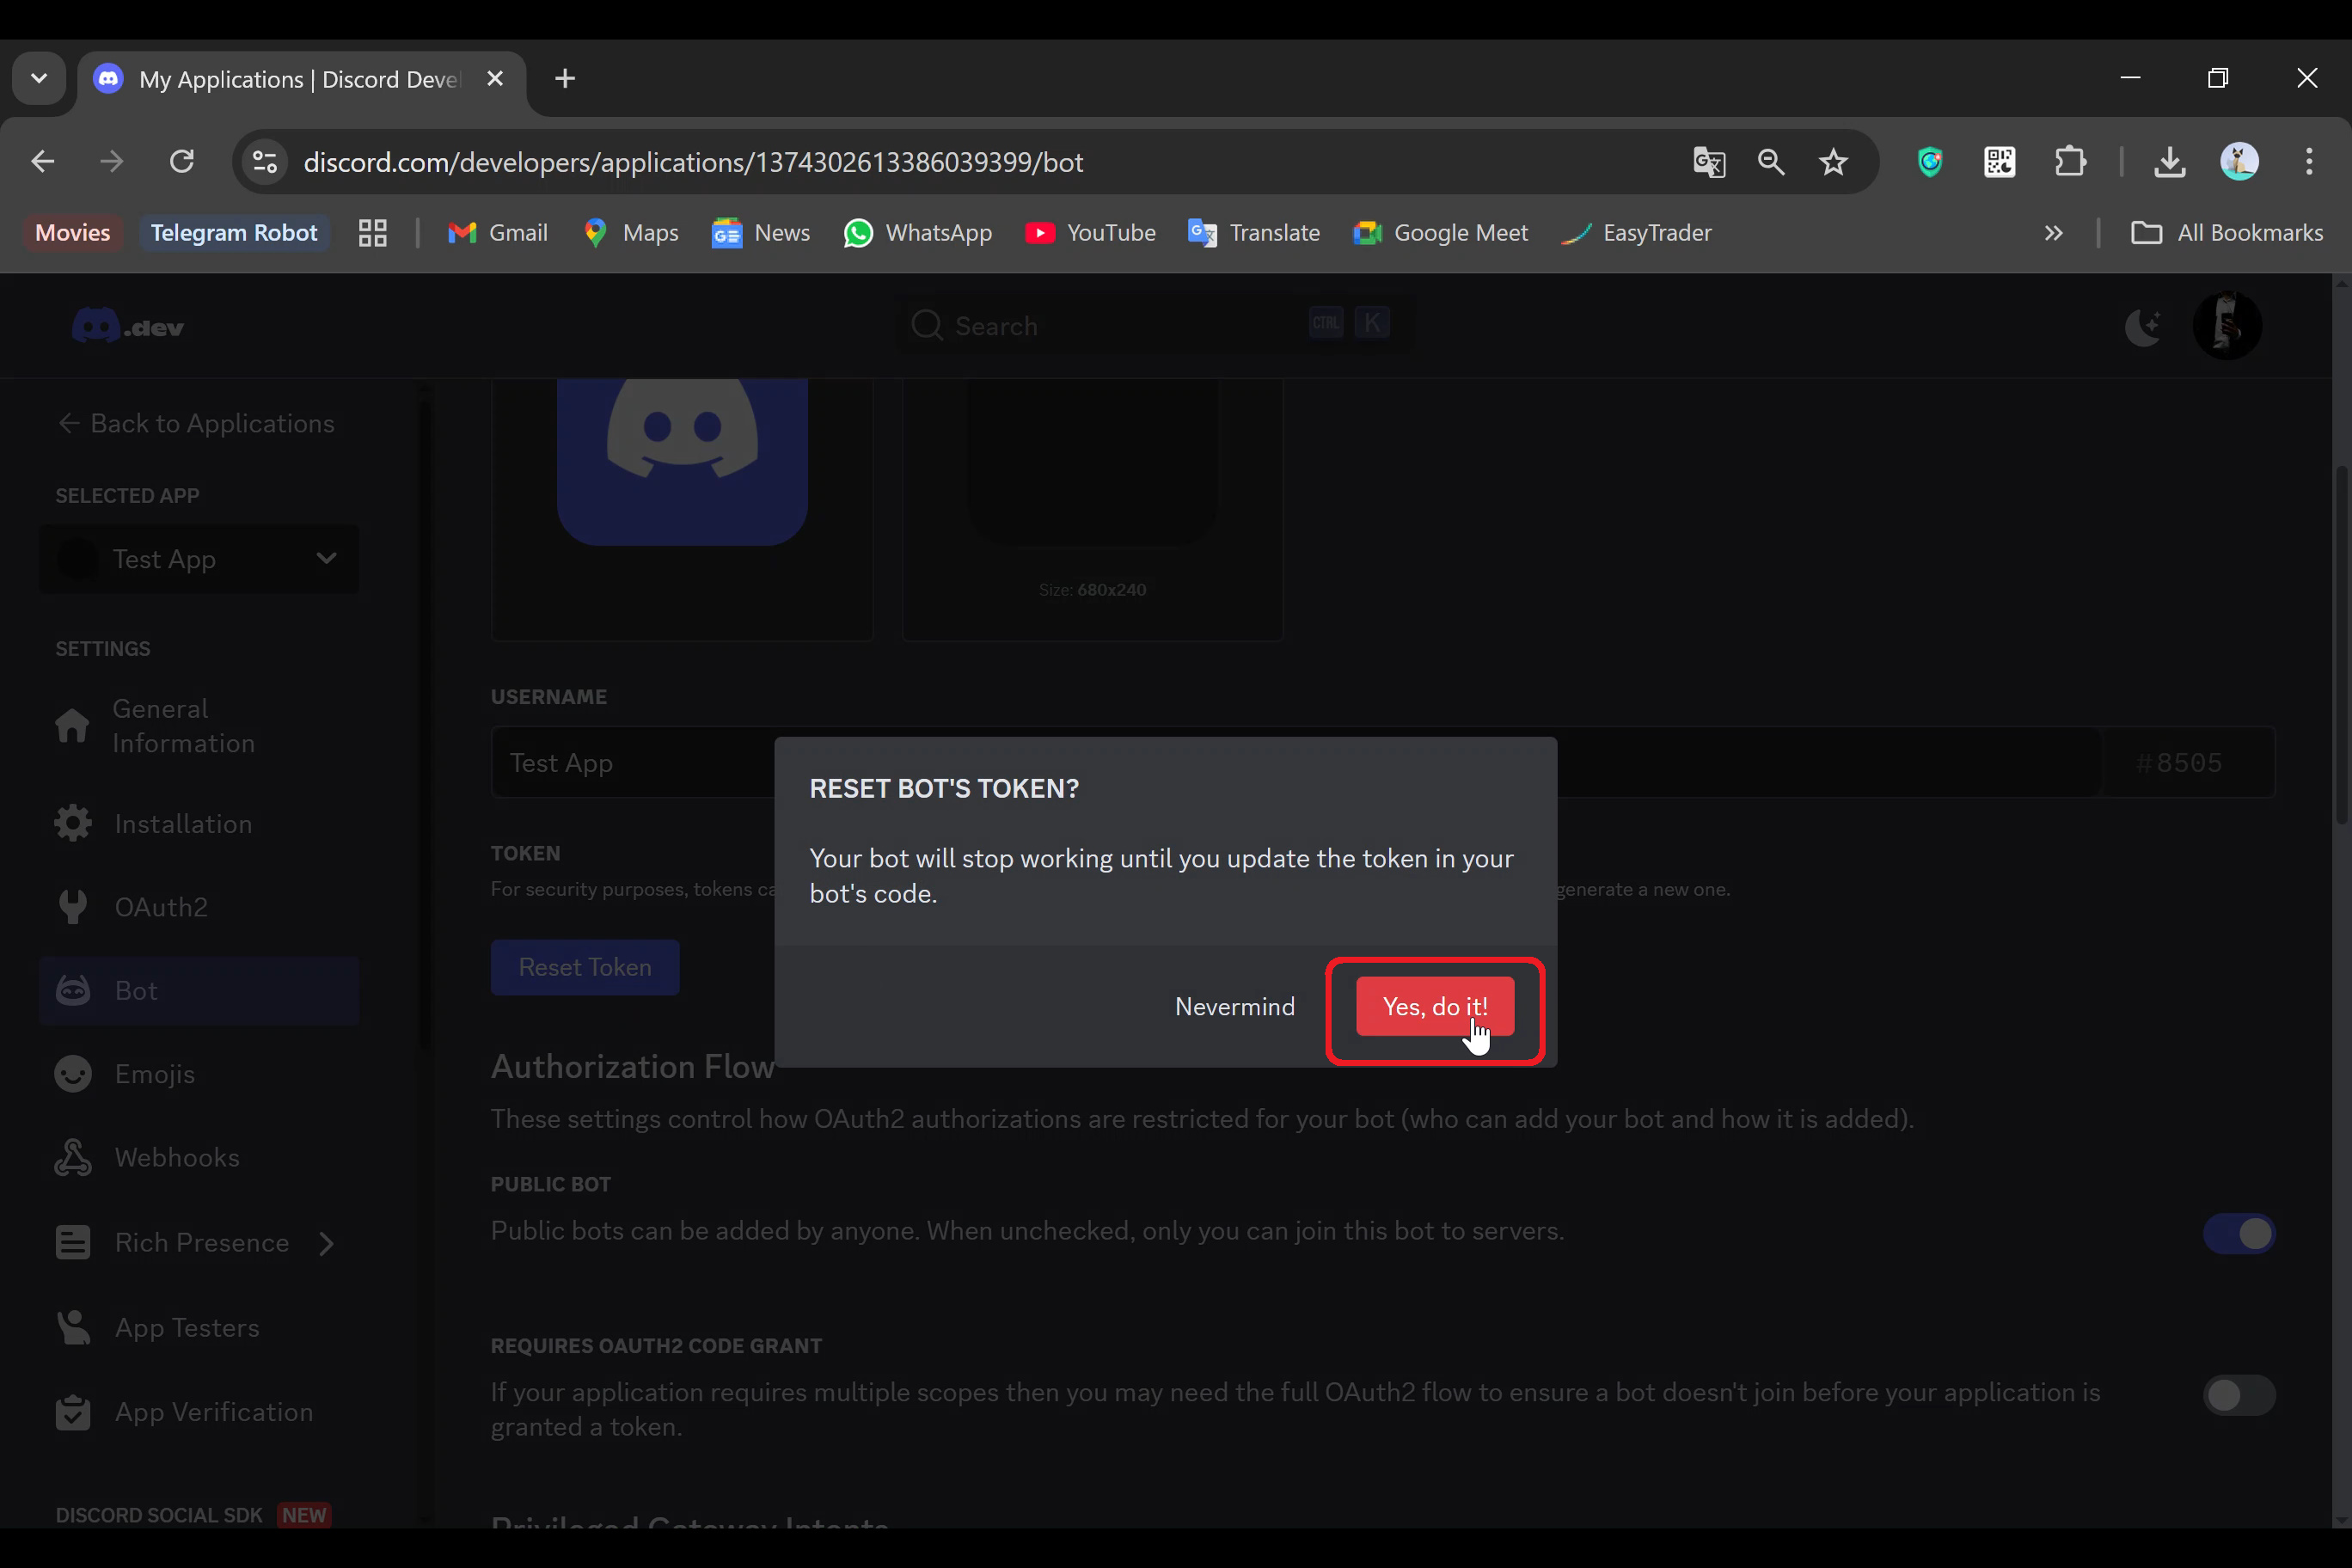 My Applications | Discord Deve
discord.com/developers/applications/1374302613386039399/bot
Movies Telegram Robot Gmail Maps News WhatsApp YouTube Translate Google Meet EasyTrader All Bookmarks
.dev Search CTRL K
Back to Applications
SELECTED APP
Test App
Size: 680x240
SETTINGS
General
Information
Installation
OAuth2
Bot
Emojis
Webhooks
Rich Presence
App Testers
App Verification
DISCORD SOCIAL SDK NEW
USERNAME
Test App #8505
TOKEN
For security purposes, tokens generate a new one.
Reset Token
RESET BOT'S TOKEN?
Your bot will stop working until you update the token in your
bot's code.
Nevermind Yes, do it!
Authorization Flow
These settings control how OAuth2 authorizations are restricted for your bot (who can add your bot and how it is added).
PUBLIC BOT
Public bots can be added by anyone. When unchecked, only you can join this bot to servers.
REQUIRES OAUTH2 CODE GRANT
If your application requires multiple scopes then you may need the full OAuth2 flow to ensure a bot doesn't join before your application is
granted a token.
Privileged Gateway Intents